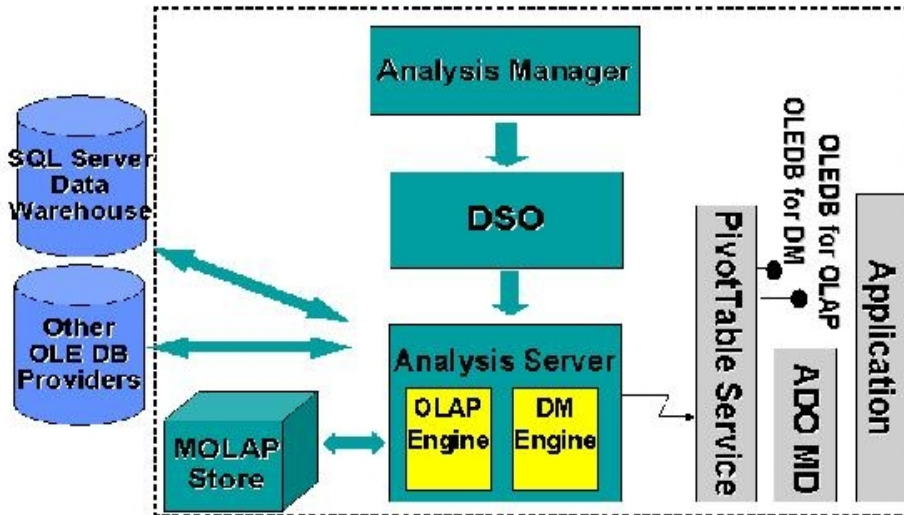 Analysis Manager
SQL Server
Data
Warehouse
DSO
Other
OLE DB
Providers
Analysis Server
OLAP
Engine
DM
Engine
MOLAP
Store
PivotTable Service
OLEDB for OLAP
OLEDB for DM
ADO MD
Application